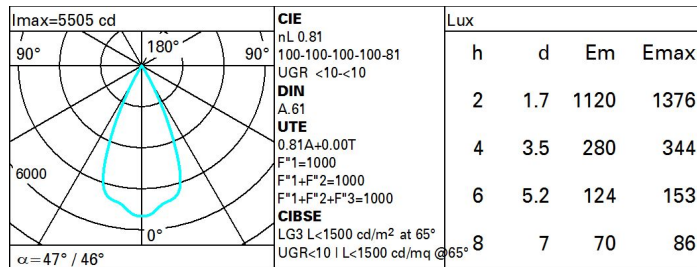 Imax=5505 cd
90°
180°
90°
6000
0°
α=47° / 46°
CIE
nL 0.81
100-100-100-100-81
UGR <10-<10
DIN
A.61
UTE
0.81A+0.00T
F"1=1000
F"1+F"2=1000
F"1+F"2+F"3=1000
CIBSE
LG3 L<1500 cd/m² at 65°
UGR<10 | L<1500 cd/mq @65°
Lux
h d Em Emax
2 1.7 1120 1376
4 3.5 280 344
6 5.2 124 153
8 7 70 86